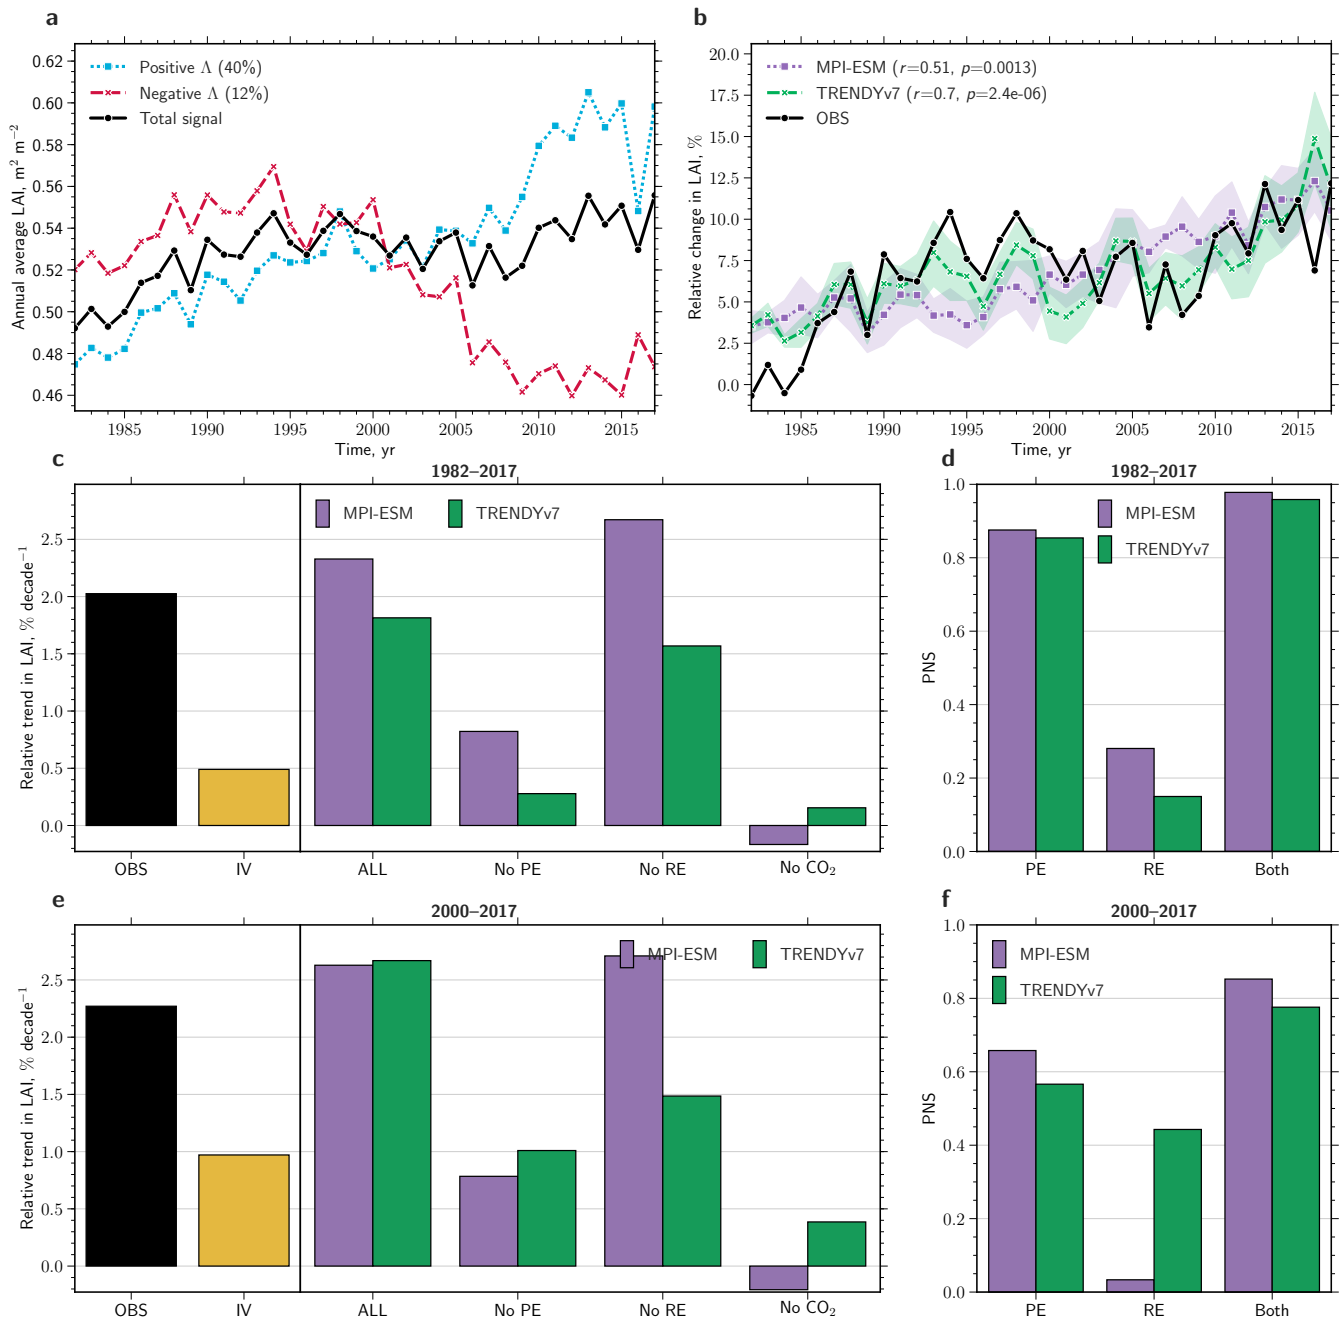 a
0.62
0.60
0.58
0.56
0.54
0.52
0.50
0.48
0.46
Annual average LAI, m² m⁻²
Positive Λ (40%)
Negative Λ (12%)
Total signal
1985 1990 1995 2000 2005 2010 2015
Time, yr
b
20.0
17.5
15.0
12.5
10.0
7.5
5.0
2.5
0.0
Relative change in LAI, %
MPI-ESM (r=0.51, p=0.0013)
TRENDYv7 (r=0.7, p=2.4e-06)
OBS
1985 1990 1995 2000 2005 2010 2015
Time, yr
c
1982–2017
2.5
2.0
1.5
1.0
0.5
0.0
Relative trend in LAI, % decade⁻¹
MPI-ESM TRENDYv7
OBS IV ALL No PE No RE No CO₂
d
1982–2017
1.0
0.8
0.6
0.4
0.2
0.0
PNS
MPI-ESM
TRENDYv7
PE RE Both
e
2000–2017
2.5
2.0
1.5
1.0
0.5
0.0
Relative trend in LAI, % decade⁻¹
MPI-ESM TRENDYv7
OBS IV ALL No PE No RE No CO₂
f
2000–2017
1.0
0.8
0.6
0.4
0.2
0.0
PNS
MPI-ESM
TRENDYv7
PE RE Both